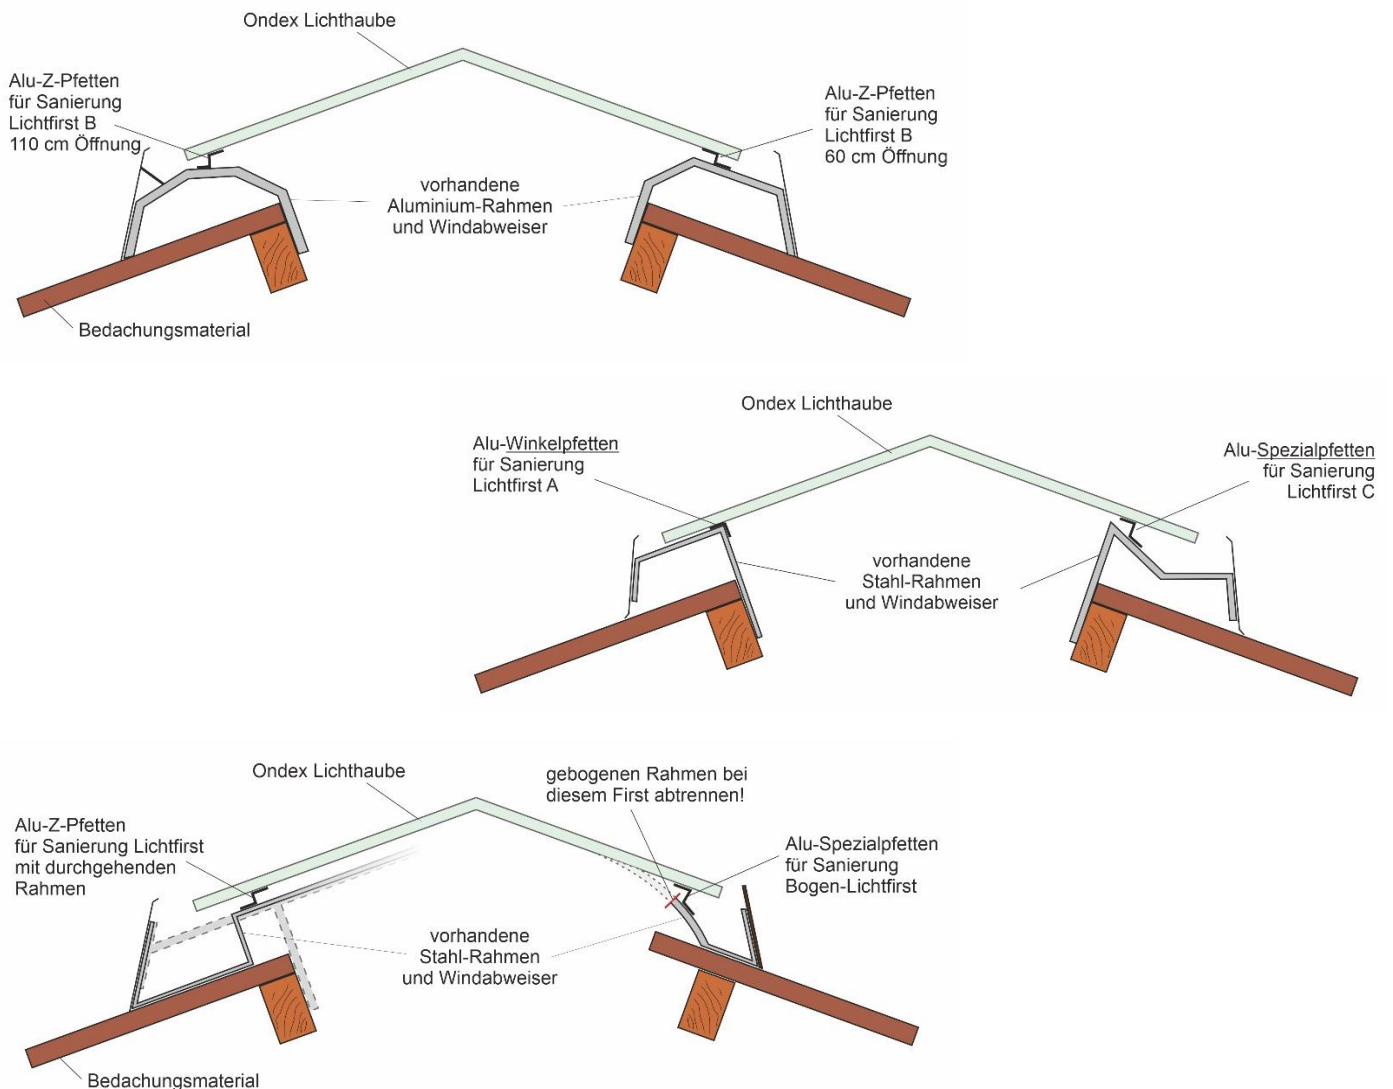 Ondex Lichthaube
Alu-Z-Pfetten
für Sanierung
Lichtfirst B
110 cm Öffnung
Alu-Z-Pfetten
für Sanierung
Lichtfirst B
60 cm Öffnung
vorhandene
Aluminium-Rahmen
und Windabweiser
Bedachungsmaterial
Ondex Lichthaube
Alu-Winkelpfetten
für Sanierung
Lichtfirst A
Alu-Spezialpfetten
für Sanierung
Lichtfirst C
vorhandene
Stahl-Rahmen
und Windabweiser
Ondex Lichthaube
gebogenen Rahmen bei
diesem First abtrennen!
Alu-Z-Pfetten
für Sanierung Lichtfirst
mit durchgehenden
Rahmen
Alu-Spezialpfetten
für Sanierung
Bogen-Lichtfirst
vorhandene
Stahl-Rahmen
und Windabweiser
Bedachungsmaterial